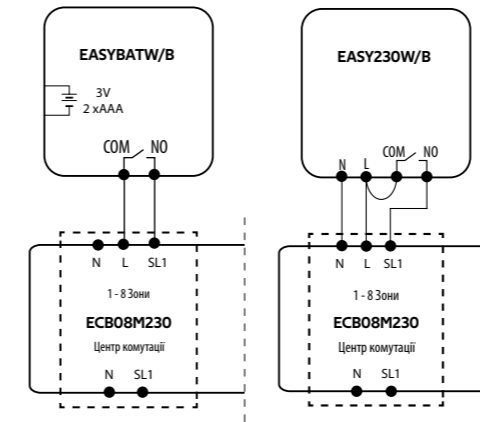 EASYBATW/B
3V
2 xAAA
COM NO
N L SL1
1 - 8 Зони
ECB08M230
Центр комутації
N SL1
EASY230W/B
N L COM NO
N L SL1
1 - 8 Зони
ECB08M230
Центр комутації
N SL1